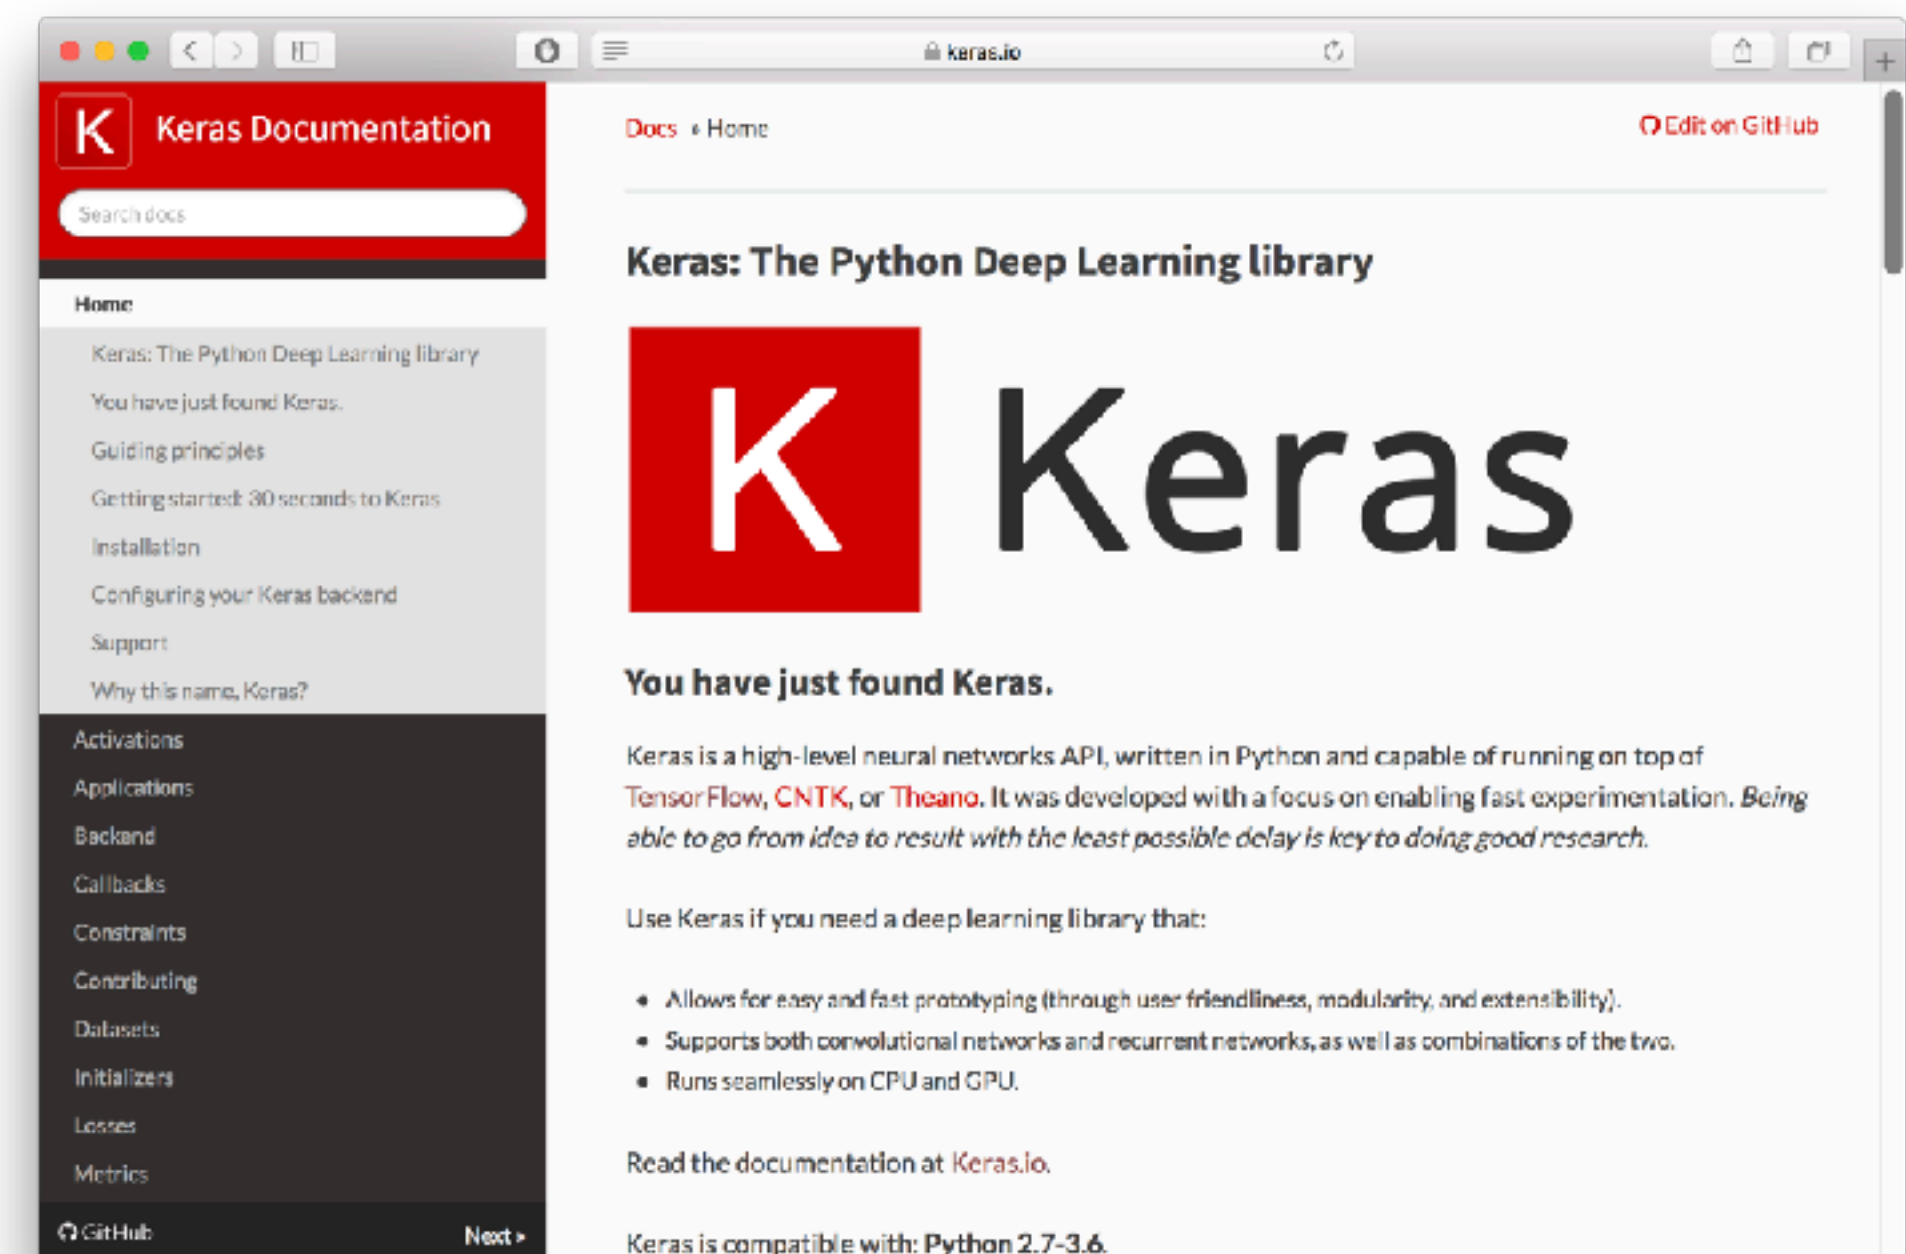 keras.io
K Keras Documentation
Search docs
Home
Keras: The Python Deep Learning library
You have just found Keras.
Guiding principles
Getting started: 30 seconds to Keras
Installation
Configuring your Keras backend
Support
Why this name, Keras?
Activations
Applications
Backend
Callbacks
Constraints
Contributing
Datasets
Initializers
Losses
Metrics
GitHub Next »
Docs » Home
Edit on GitHub
Keras: The Python Deep Learning library
K Keras
You have just found Keras.
Keras is a high-level neural networks API, written in Python and capable of running on top of
TensorFlow, CNTK, or Theano. It was developed with a focus on enabling fast experimentation. Being
able to go from idea to result with the least possible delay is key to doing good research.
Use Keras if you need a deep learning library that:
• Allows for easy and fast prototyping (through user friendliness, modularity, and extensibility).
• Supports both convolutional networks and recurrent networks, as well as combinations of the two.
• Runs seamlessly on CPU and GPU.
Read the documentation at Keras.io.
Keras is compatible with: Python 2.7-3.6.